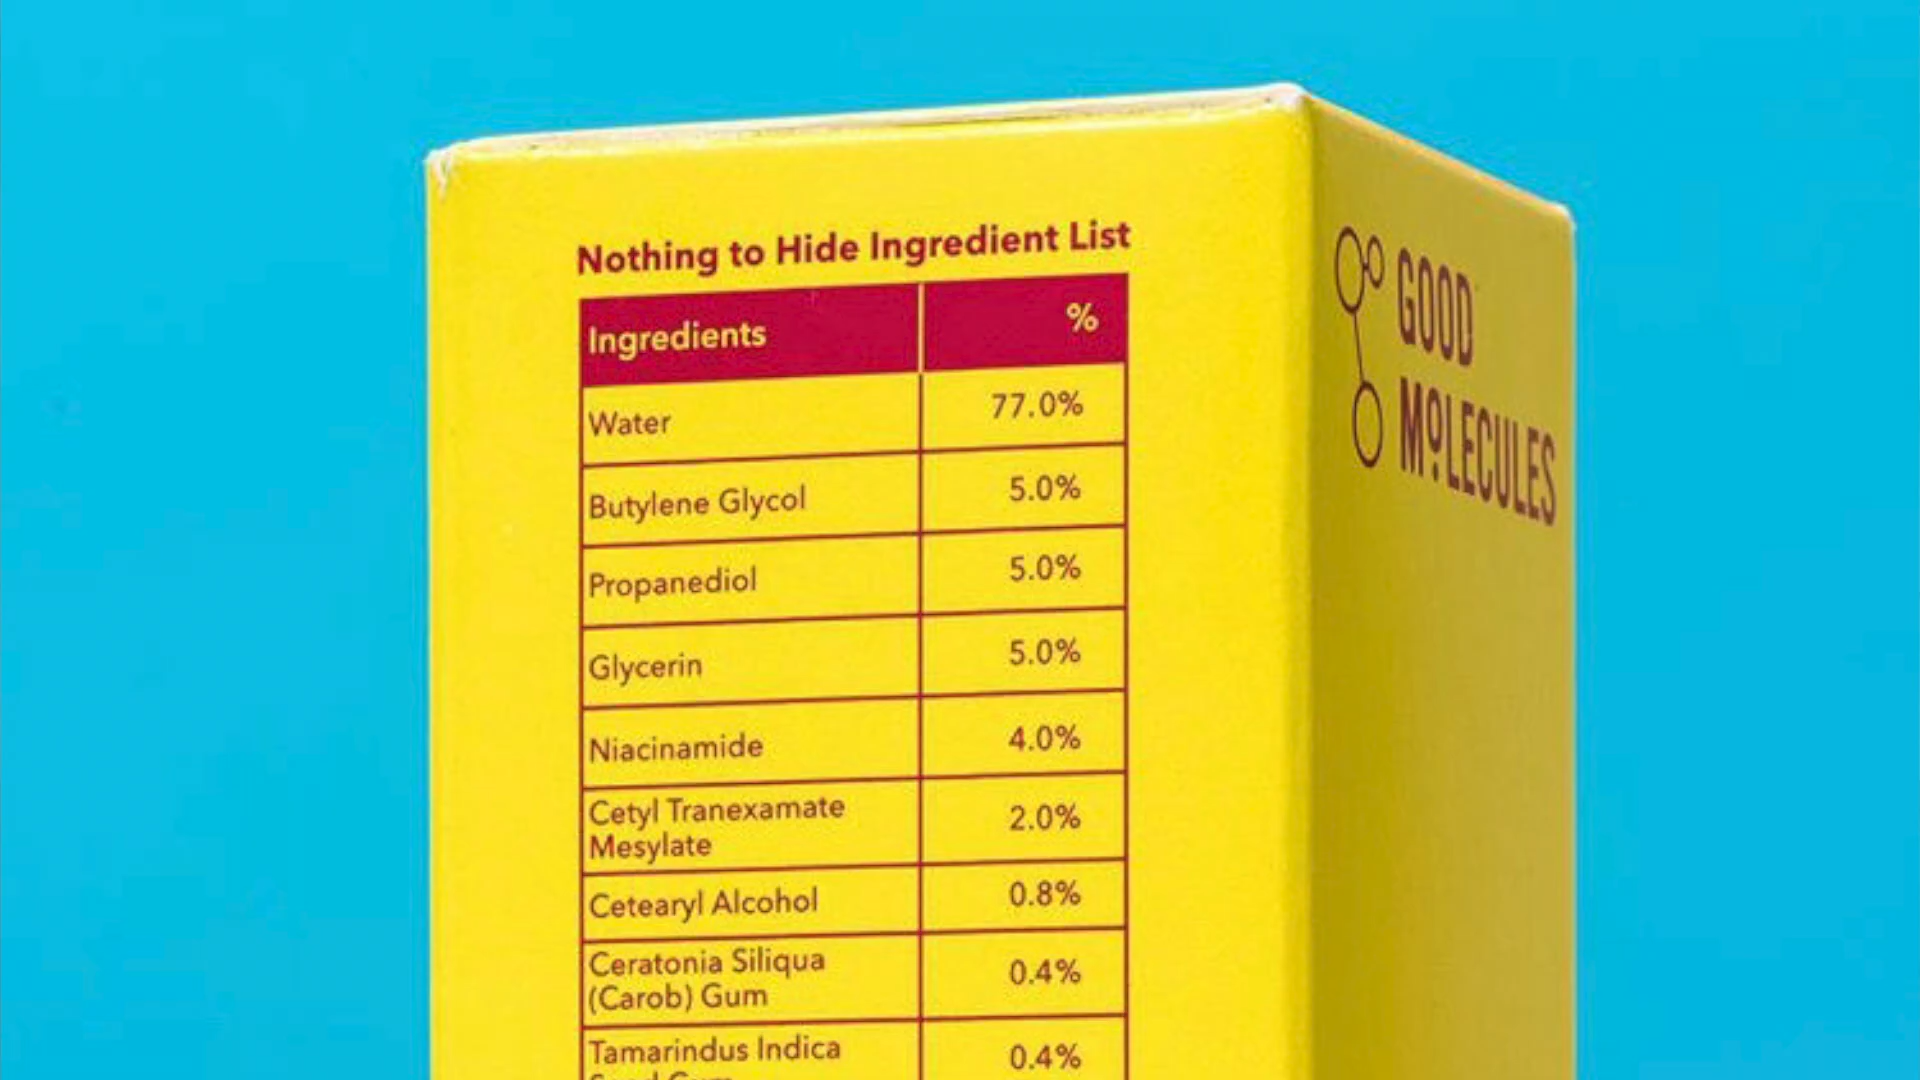 Nothing to Hide Ingredient List
Ingredients %
Water 77.0%
Butylene Glycol 5.0%
Propanediol 5.0%
Glycerin 5.0%
Niacinamide 4.0%
Cetyl Tranexamate
Mesylate 2.0%
Cetearyl Alcohol 0.8%
Ceratonia Siliqua
(Carob) Gum 0.4%
Tamarindus Indica 0.4%
GOOD
MOLECULES